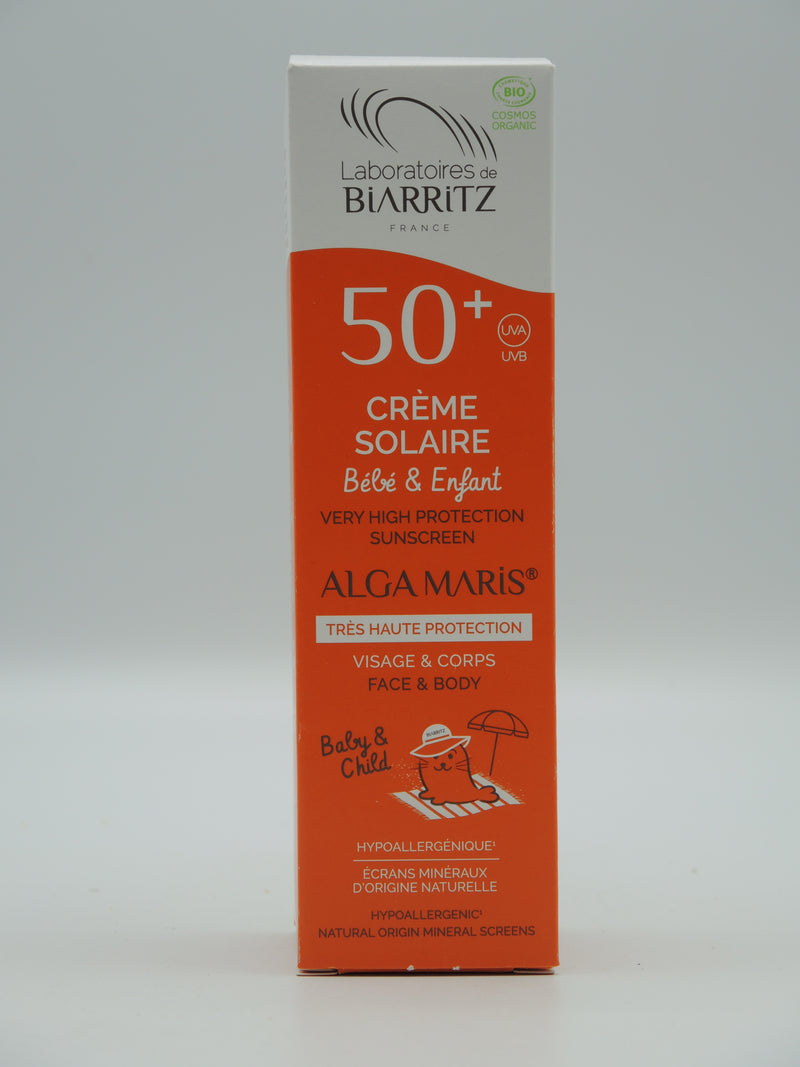 BIO
COSMOS
ORGANIC
Laboratoires de
BiARRiTZ
FRANCE
50+
UVA
UVB
CRÈME
SOLAIRE
Bébé & Enfant
VERY HIGH PROTECTION
SUNSCREEN
ALGA MARiS®
TRÈS HAUTE PROTECTION
VISAGE & CORPS
FACE & BODY
BiARRiTZ
Baby &
Child
HYPOALLERGÉNIQUE¹
ÉCRANS MINÉRAUX
D'ORIGINE NATURELLE
HYPOALLERGENIC¹
NATURAL ORIGIN MINERAL SCREENS